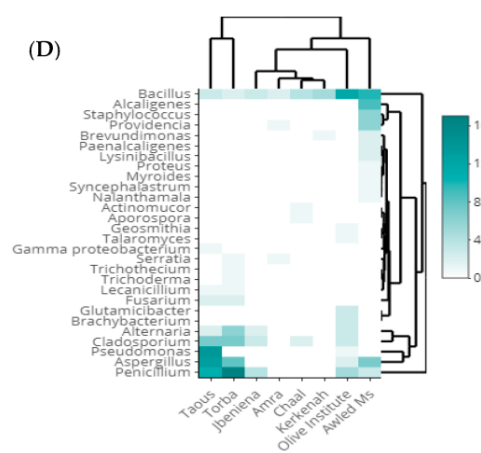 (D)
Bacillus
Alcaligenes
Staphylococcus
Providencia
Brevundimonas
Paenalcaligenes
Lysinibacillus
Proteus
Myroides
Syncephalastrum
Nalanthamala
Actinomucor
Aporospora
Geosmithia
Talaromyces
Gamma proteobacterium
Serratia
Trichothecium
Trichoderma
Lecanicillium
Fusarium
Glutamicibacter
Brachybacterium
Alternaria
Cladosporium
Pseudomonas
Aspergillus
Penicillium
Taous
Torba
Jbeniena
Amra
Chaal
Kerkenah
Olive Institute
Awled Ms
1
1
8
4
0